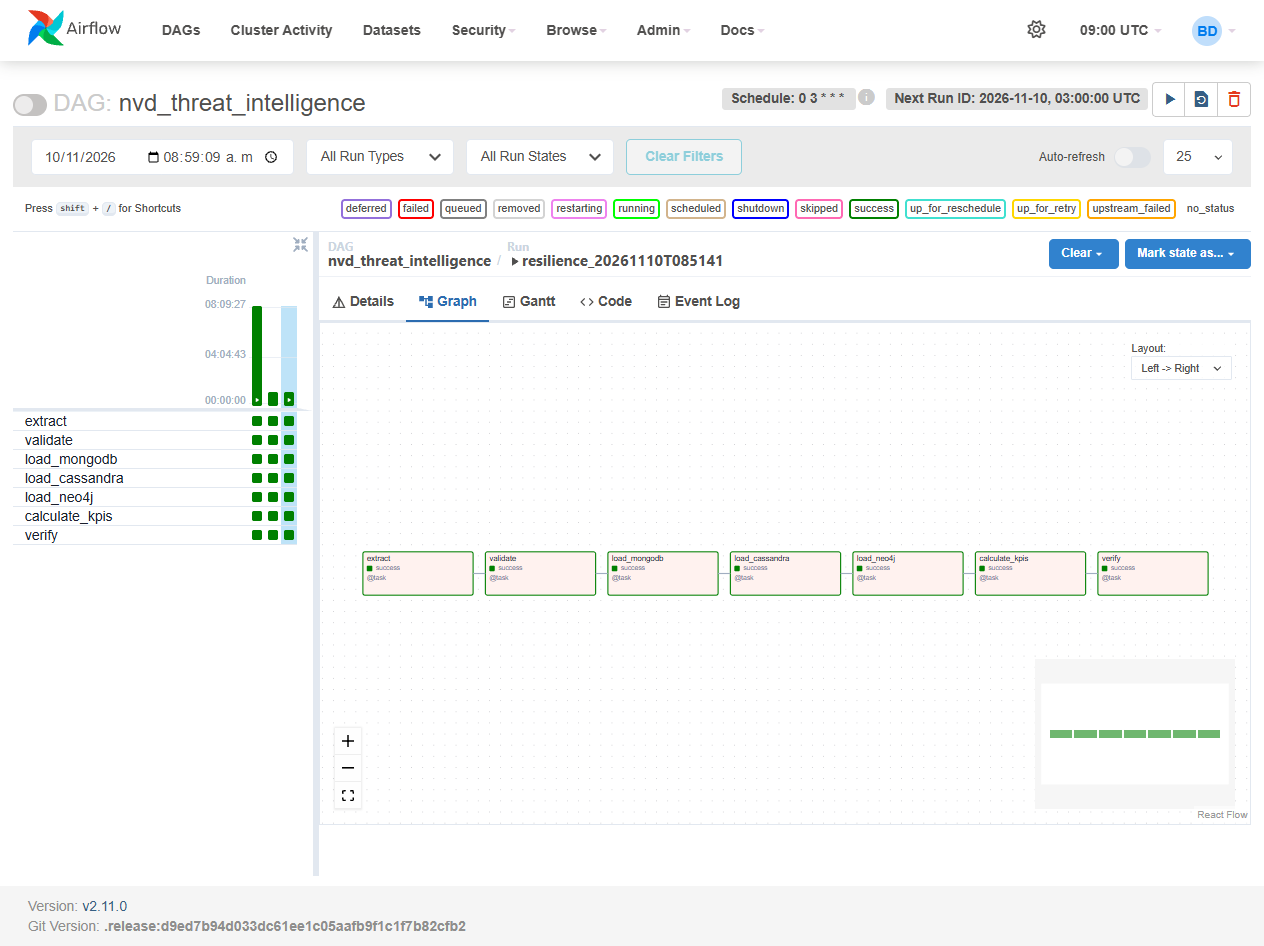 Airflow DAGs Cluster Activity Datasets Security Browse Admin Docs 09:00 UTC BD
DAG: nvd_threat_intelligence Schedule: 0 3 * * * i Next Run ID: 2026-11-10, 03:00:00 UTC
10/11/2026 08:59:09 a. m All Run Types All Run States Clear Filters Auto-refresh 25
Press shift + / for Shortcuts deferred failed queued removed restarting running scheduled shutdown skipped success up_for_reschedule up_for_retry upstream_failed no_status
DAG Run
nvd_threat_intelligence / resilience_20261110T085141 Clear Mark state as...
Details Graph Gantt Code Event Log
Duration
08:09:27
04:04:43
00:00:00
extract
validate
load_mongodb
load_cassandra
load_neo4j
calculate_kpis
verify
Layout:
Left -> Right
extract
success
@task
validate
success
@task
load_mongodb
success
@task
load_cassandra
success
@task
load_neo4j
success
@task
calculate_kpis
success
@task
verify
success
@task
React Flow
Version: v2.11.0
Git Version: .release:d9ed7b94d033dc61ee1c05aafb9f1c1f7b82cfb2